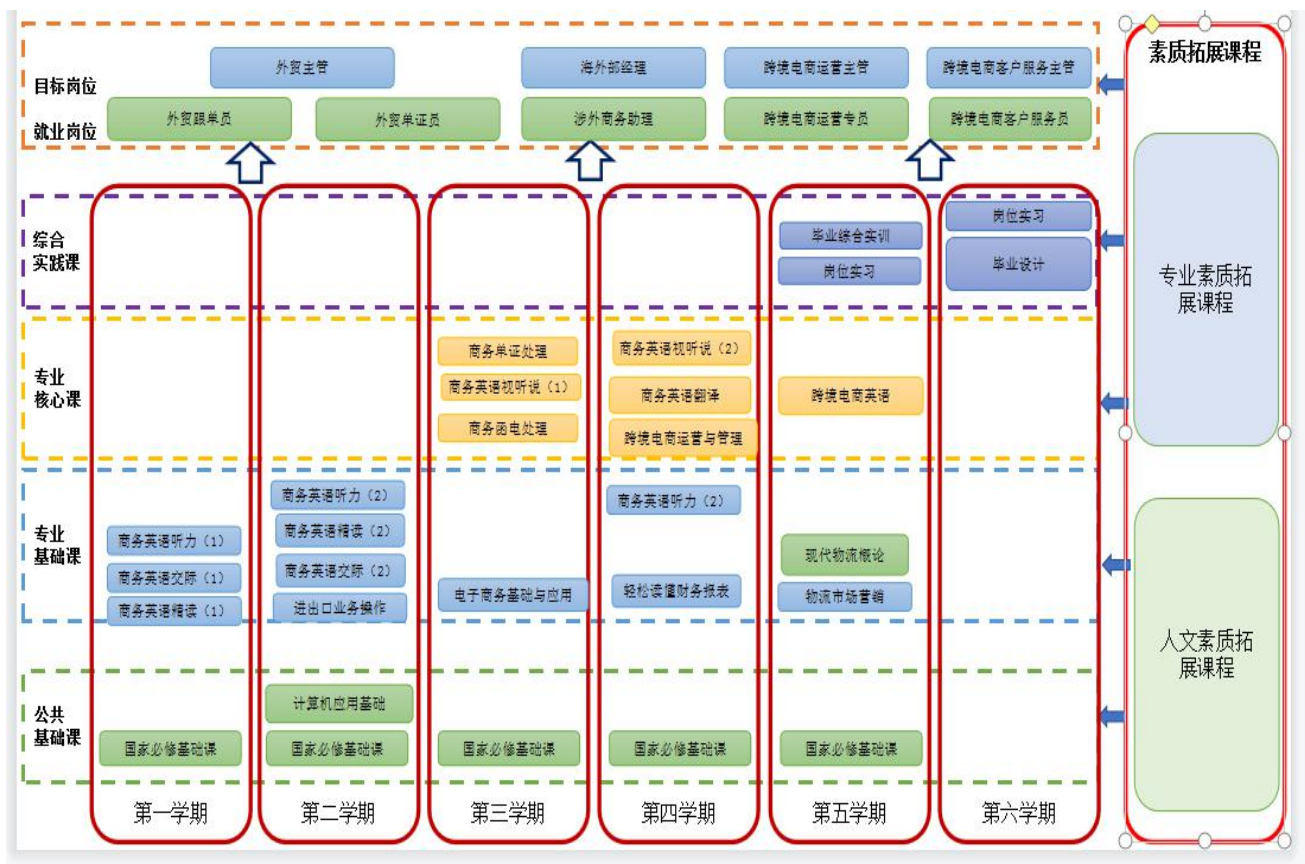 素质拓展课程
目标岗位
外贸主管
海外部经理
跨境电商运营主管
跨境电商客户服务主管
就业岗位
外贸跟单员
外贸单证员
涉外商务助理
跨境电商运营专员
跨境电商客户服务员
综合
实践课
毕业综合实训
岗位实习
岗位实习
毕业设计
专业素质拓
展课程
专业
核心课
商务单证处理
商务英语视听说（1）
商务函电处理
商务英语视听说（2）
商务英语翻译
跨境电商运营与管理
跨境电商英语
专业
基础课
商务英语听力（1）
商务英语交际（1）
商务英语精读（1）
商务英语听力（2）
商务英语精读（2）
商务英语交际（2）
进出口业务操作
电子商务基础与应用
商务英语听力（2）
轻松读懂财务报表
现代物流概论
物流市场营销
人文素质拓
展课程
公共
基础课
国家必修基础课
计算机应用基础
国家必修基础课
国家必修基础课
国家必修基础课
国家必修基础课
第一学期
第二学期
第三学期
第四学期
第五学期
第六学期